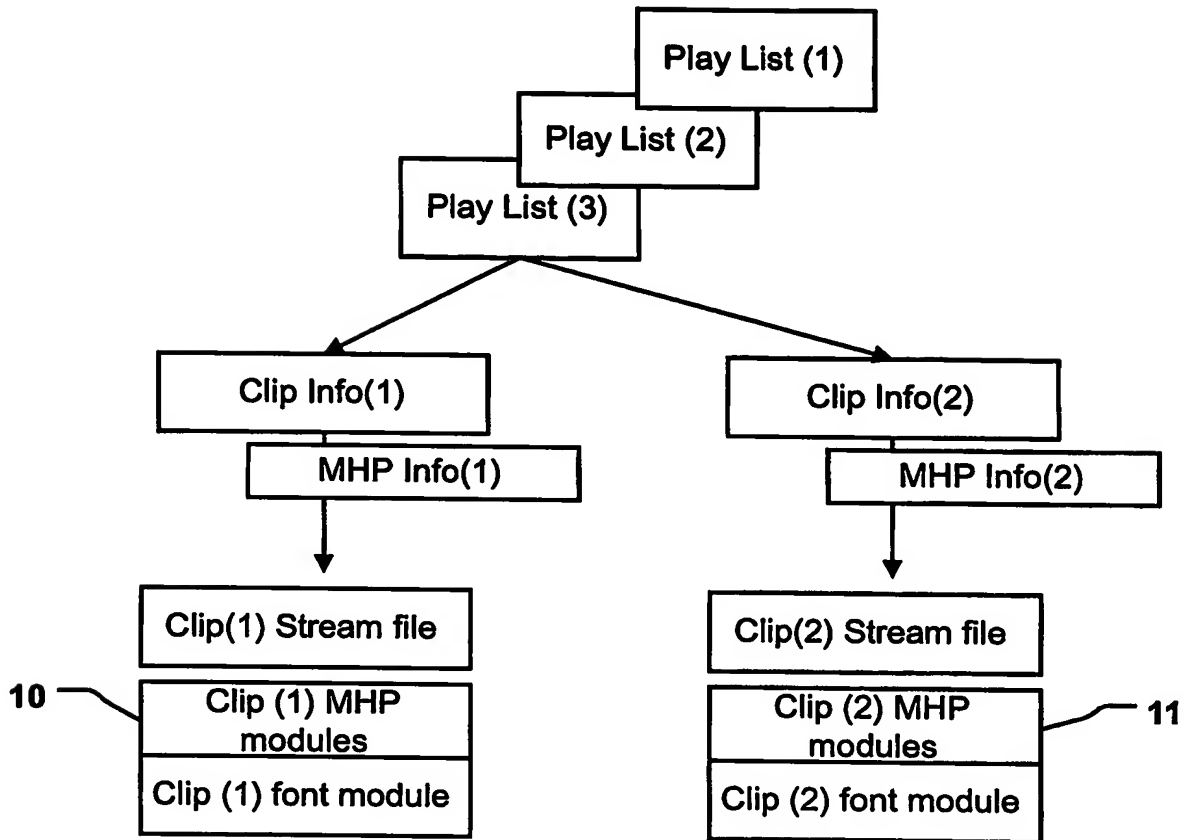 Play List (1)
Play List (2)
Play List (3)
Clip Info(1)
Clip Info(2)
MHP Info(1)
MHP Info(2)
Clip(1) Stream file
Clip(2) Stream file
10
Clip (1) MHP
modules
Clip (2) MHP
modules
11
Clip (1) font module
Clip (2) font module